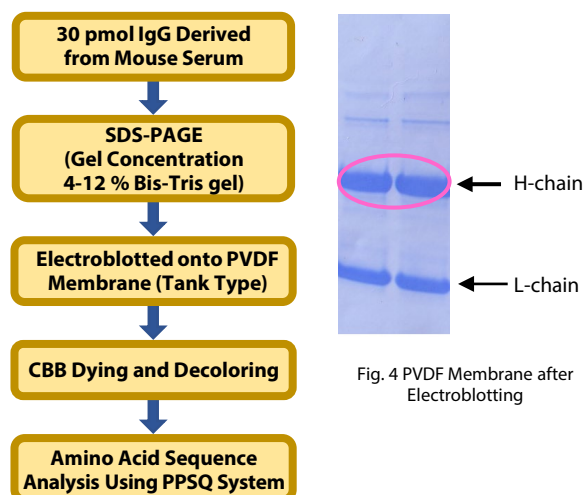 30 pmol IgG Derived
from Mouse Serum
SDS-PAGE
(Gel Concentration
4-12 % Bis-Tris gel)
Electroblotted onto PVDF
Membrane (Tank Type)
CBB Dying and Decoloring
Amino Acid Sequence
Analysis Using PPSQ System
H-chain
L-chain
Fig. 4 PVDF Membrane after
Electroblotting